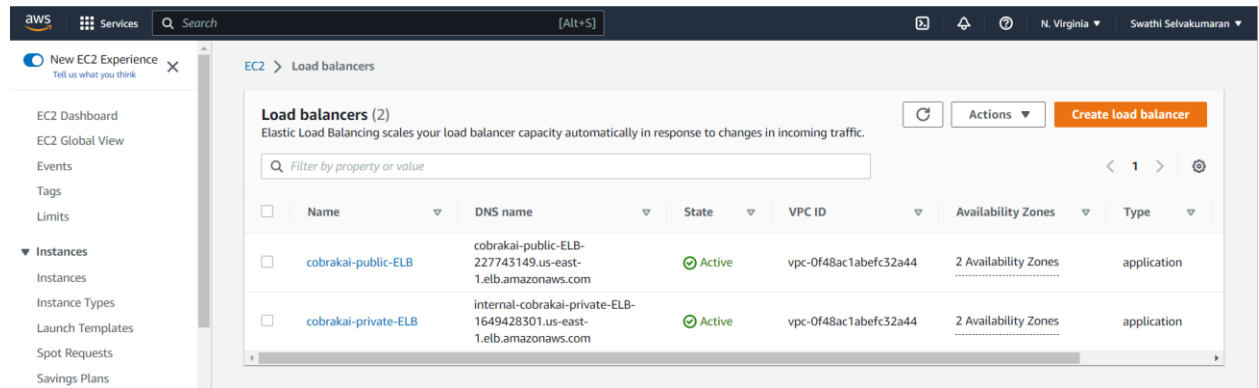 aws
Services
Search
[Alt+S]
N. Virginia
Swathi Selvakumaran
New EC2 Experience
Tell us what you think
EC2 Dashboard
EC2 Global View
Events
Tags
Limits
Instances
Instances
Instance Types
Launch Templates
Spot Requests
Savings Plans
EC2 > Load balancers
Load balancers (2)
Elastic Load Balancing scales your load balancer capacity automatically in response to changes in incoming traffic.
Actions
Create load balancer
Filter by property or value
1
Name DNS name State VPC ID Availability Zones Type
cobrakai-public-ELB
cobrakai-public-ELB-
227743149.us-east-
1.elb.amazonaws.com
Active
vpc-0f48ac1abefc32a44
2 Availability Zones
application
cobrakai-private-ELB
internal-cobrakai-private-ELB-
1649428301.us-east-
1.elb.amazonaws.com
Active
vpc-0f48ac1abefc32a44
2 Availability Zones
application